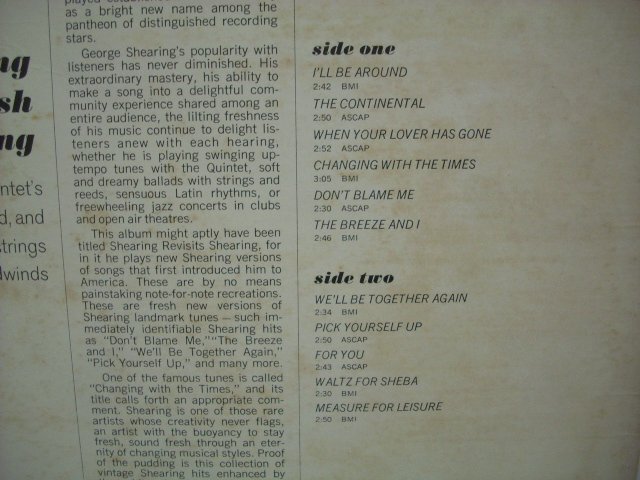 ng
sh
ng
ntet's
d, and
strings
dwinds
as a bright new name among the
pantheon of distinguished recording
stars.
George Shearing's popularity with
listeners has never diminished. His
extraordinary mastery, his ability to
make a song into a delightful com-
munity experience shared among an
entire audience, the lilting freshness
of his music continue to delight lis-
teners anew with each hearing,
whether he is playing swinging up-
tempo tunes with the Quintet, soft
and dreamy ballads with strings and
reeds, sensuous Latin rhythms, or
freewheeling jazz concerts in clubs
and open air theatres.
This album might aptly have been
titled Shearing Revisits Shearing, for
in it he plays new Shearing versions
of songs that first introduced him to
America. These are by no means
painstaking note-for-note recreations.
These are fresh new versions of
Shearing landmark tunes – such im-
mediately identifiable Shearing hits
as "Don't Blame Me," "The Breeze
and I," "We'll Be Together Again,"
"Pick Yourself Up," and many more.
One of the famous tunes is called
"Changing with the Times," and its
title calls forth an appropriate com-
ment. Shearing is one of those rare
artists whose creativity never flags,
an artist with the buoyancy to stay
fresh, sound fresh through an eter-
nity of changing musical styles. Proof
of the pudding is this collection of
vintage Shearing hits enhanced by
side one
I'LL BE AROUND
2:42 BMI
THE CONTINENTAL
2:50 ASCAP
WHEN YOUR LOVER HAS GONE
2:52 ASCAP
CHANGING WITH THE TIMES
3:05 BMI
DON'T BLAME ME
2:30 ASCAP
THE BREEZE AND I
2:46 BMI
side two
WE'LL BE TOGETHER AGAIN
2:34 BMI
PICK YOURSELF UP
2:50 ASCAP
FOR YOU
2:43 ASCAP
WALTZ FOR SHEBA
2:30 BMI
MEASURE FOR LEISURE
2:50 BMI